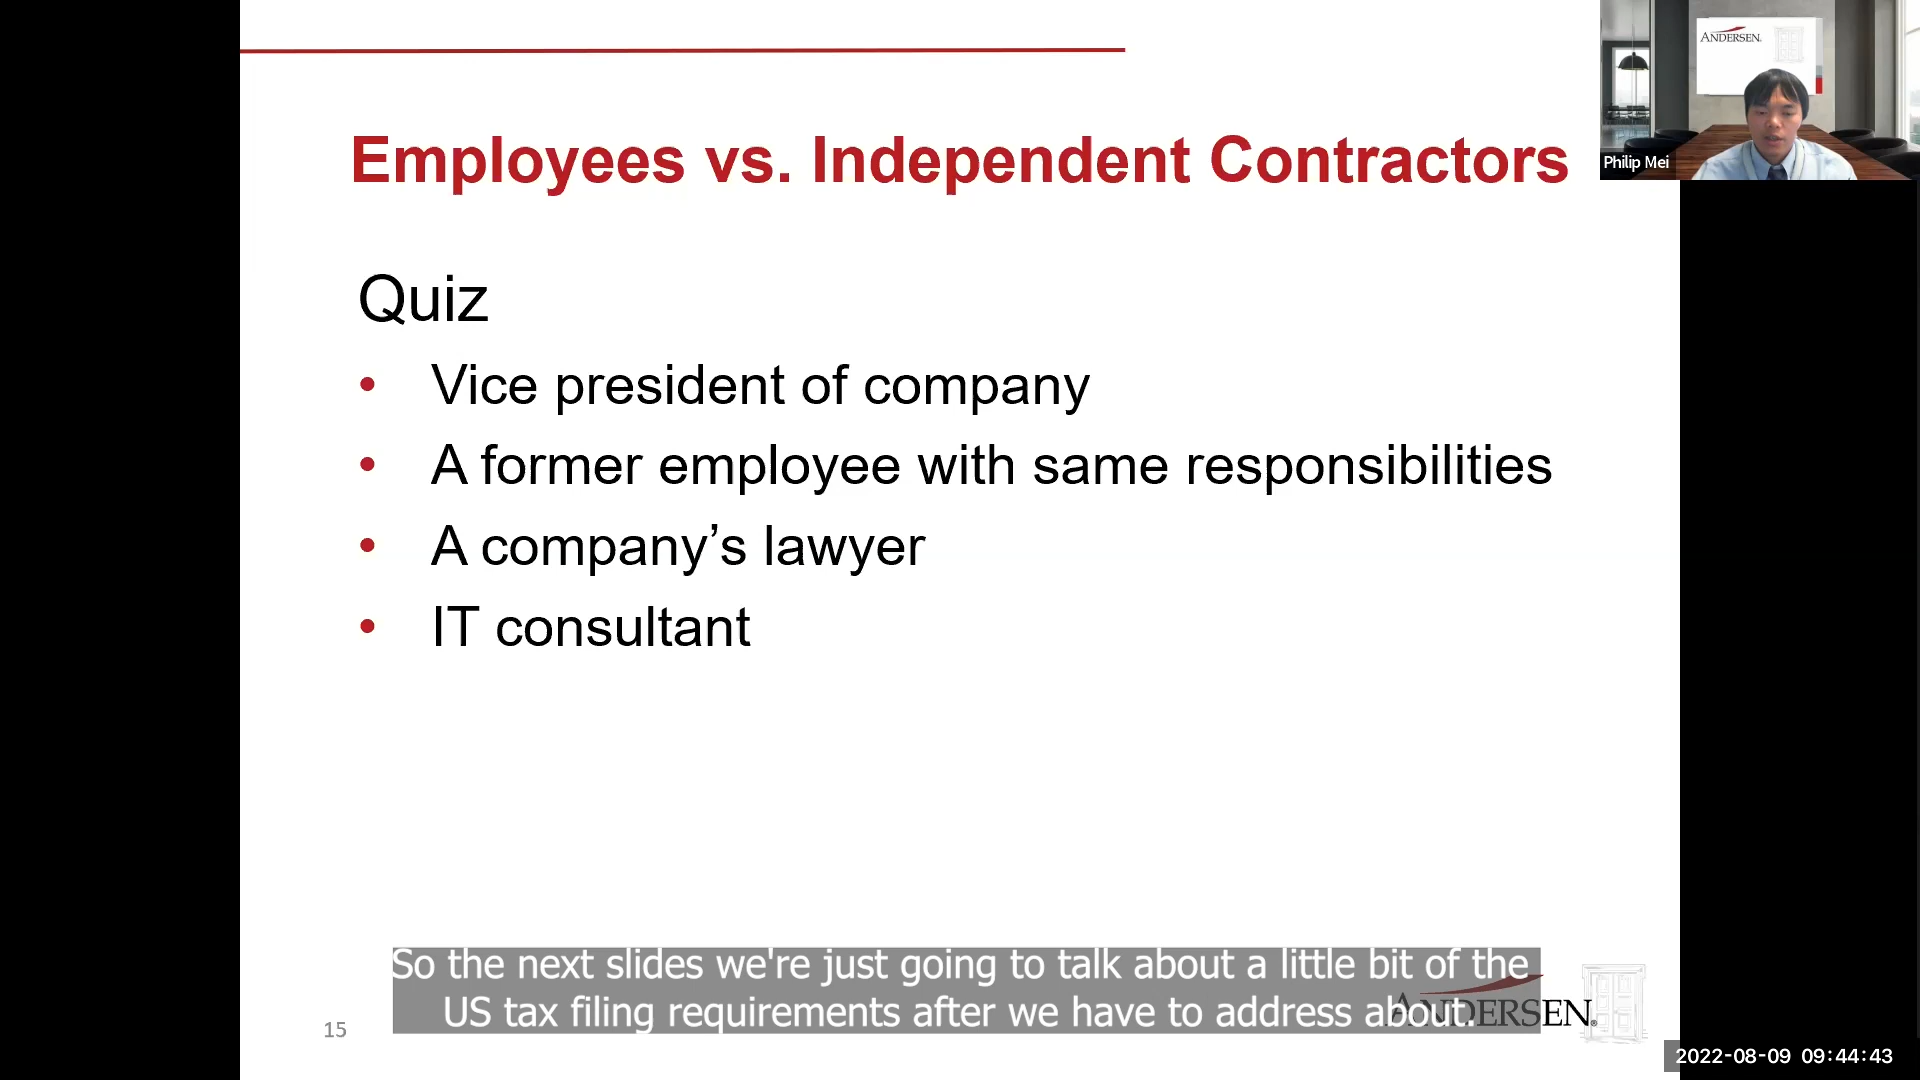 ANDERSEN.
Philip Mei
Employees vs. Independent Contractors
Quiz
• Vice president of company
• A former employee with same responsibilities
• A company’s lawyer
• IT consultant
So the next slides we're just going to talk about a little bit of the
US tax filing requirements after we have to address about.
ANDERSEN®
15
2022-08-09 09:44:43